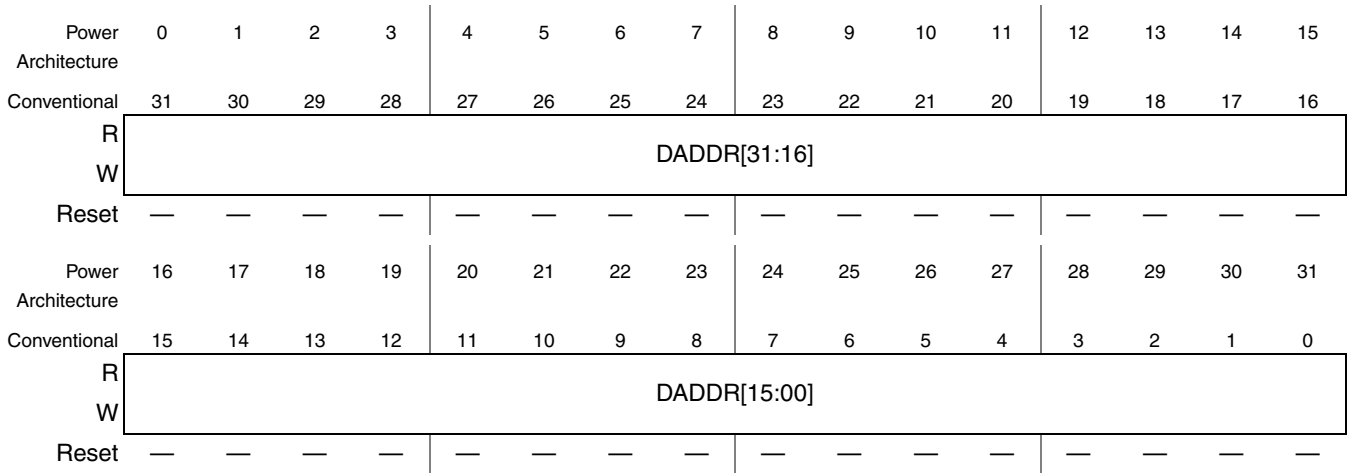 Power Architecture 0 1 2 3 4 5 6 7 8 9 10 11 12 13 14 15
Conventional 31 30 29 28 27 26 25 24 23 22 21 20 19 18 17 16
R
DADDR[31:16]
W
Reset — — — — — — — — — — — — — — — —
Power Architecture 16 17 18 19 20 21 22 23 24 25 26 27 28 29 30 31
Conventional 15 14 13 12 11 10 9 8 7 6 5 4 3 2 1 0
R
DADDR[15:00]
W
Reset — — — — — — — — — — — — — — — —